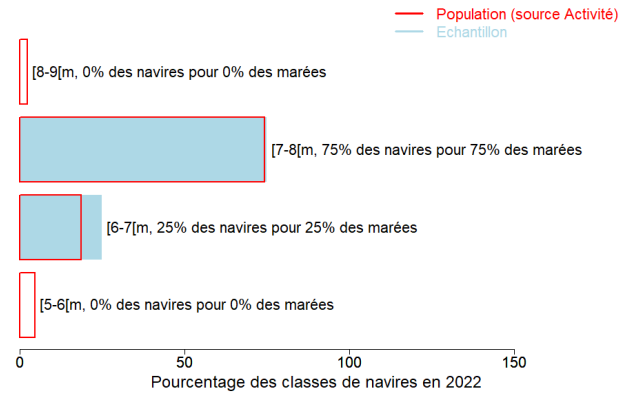 Population (source Activité)
Echantillon
[8-9[m, 0% des navires pour 0% des marées
[7-8[m, 75% des navires pour 75% des marées
[6-7[m, 25% des navires pour 25% des marées
[5-6[m, 0% des navires pour 0% des marées
0 50 100 150
Pourcentage des classes de navires en 2022